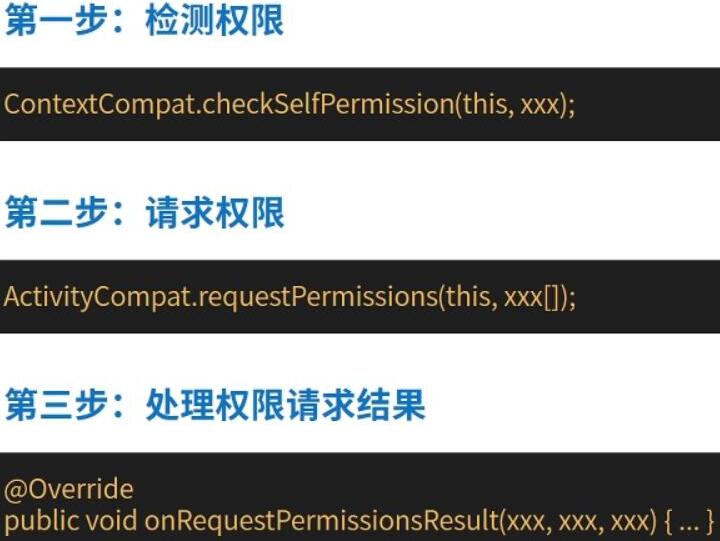 第一步：检测权限
ContextCompat.checkSelfPermission(this, xxx);
第二步：请求权限
ActivityCompat.requestPermissions(this, xxx[]);
第三步：处理权限请求结果
@Override
public void onRequestPermissionsResult(xxx, xxx, xxx) { ... }